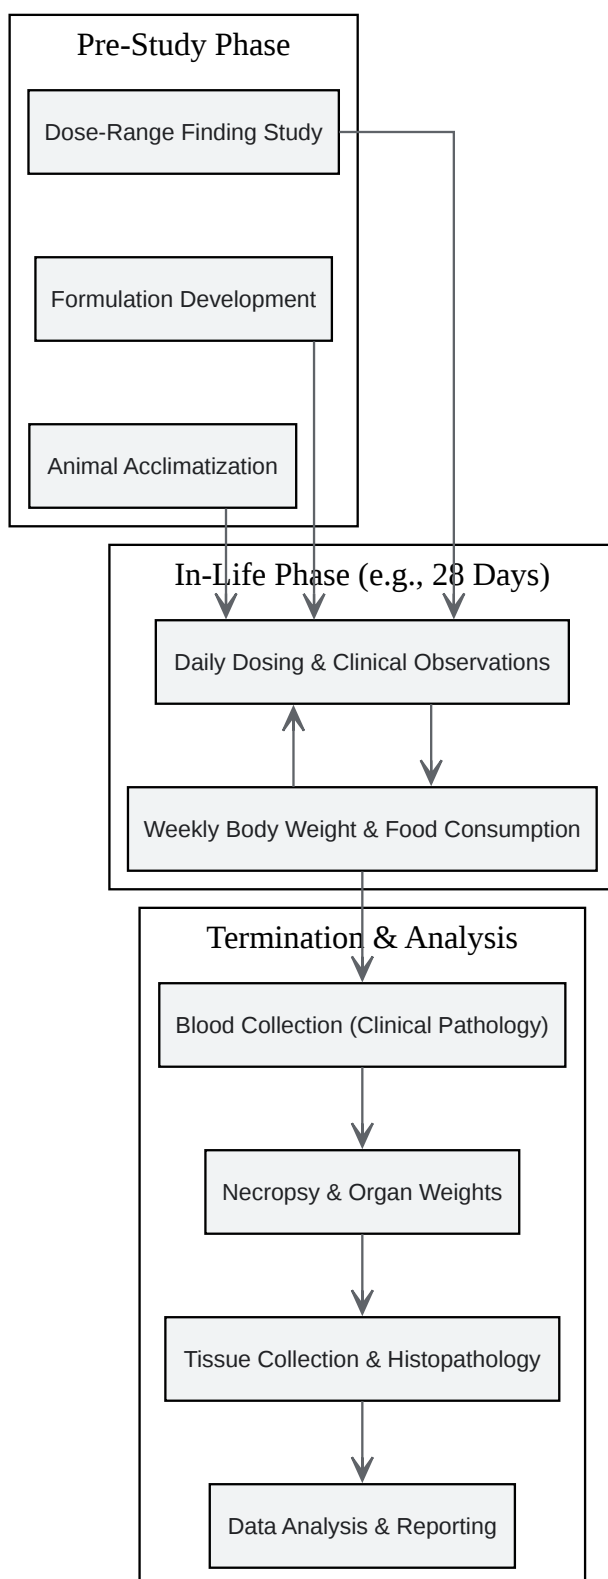 Pre-Study Phase
Dose-Range Finding Study
Formulation Development
Animal Acclimatization
In-Life Phase (e.g., 28 Days)
Daily Dosing & Clinical Observations
Weekly Body Weight & Food Consumption
Termination & Analysis
Blood Collection (Clinical Pathology)
Necropsy & Organ Weights
Tissue Collection & Histopathology
Data Analysis & Reporting